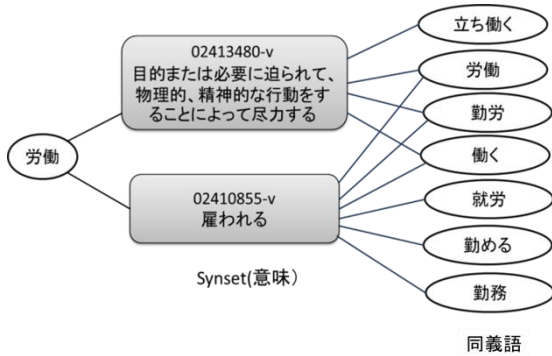 労働
02413480-v
目的または必要に迫られて、
物理的、精神的な行動をす
ることによって尽力する
02410855-v
雇われる
Synset(意味）
立ち働く
労働
勤労
働く
就労
勤める
勤務
同義語